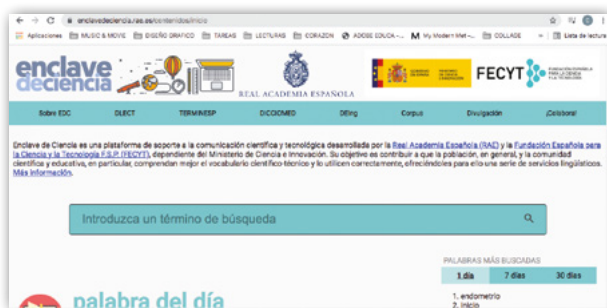 enclavedeciencia.rae.es/contenidos/inicio
Aplicaciones MUSIC & MOVIE DISEÑO GRAFICO TAREAS LECTURAS CORAZON ADOBE EDUCA -... My Modern Met -... COLLAGE Lista de lectura
enclave
deciencia
REAL ACADEMIA ESPAÑOLA
FECYT
Sobre EDC DLECT TERMINESP DICCIOMED DEing Corpus Divulgación ¡Colabora!
Enclave de Ciencia es una plataforma de soporte a la comunicación científica y tecnológica desarrollada por la Real Academia Española (RAE) y la Fundación Española para
la Ciencia y la Tecnología F.S.P. (FECYT), dependiente del Ministerio de Ciencia e Innovación. Su objetivo es contribuir a que la población, en general, y la comunidad
científica y educativa, en particular, comprendan mejor el vocabulario científico-técnico y lo utilicen correctamente, ofreciéndoles para ello una serie de servicios lingüísticos.
Más información.
Introduzca un término de búsqueda
PALABRAS MÁS BUSCADAS
1 día 7 días 30 días
palabra del día
1. endometrio
2. inicio